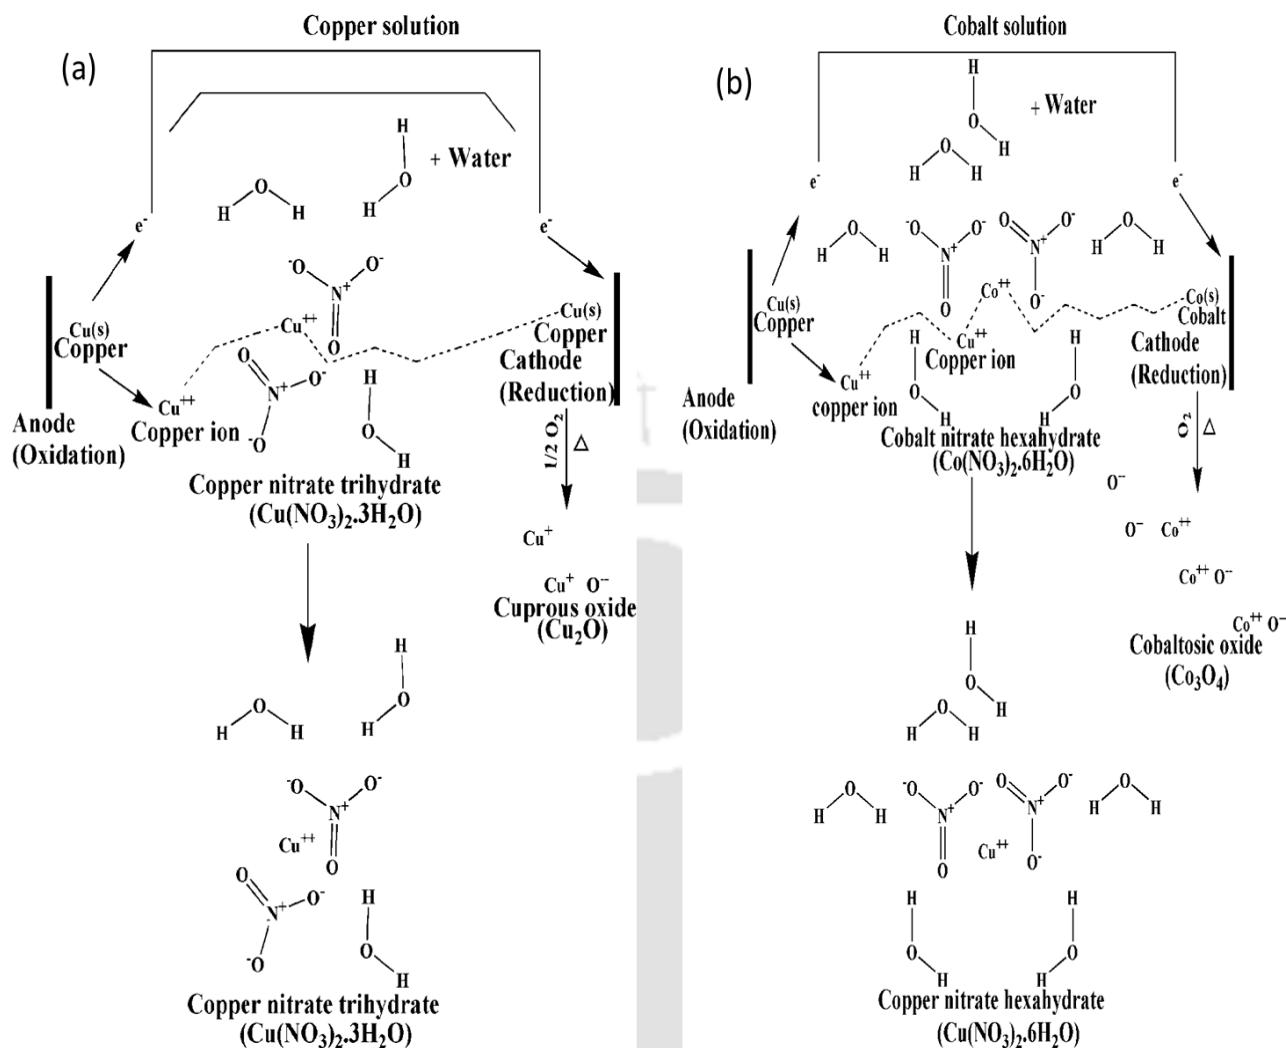 Copper solution
(a)
H
+ Water
O
H
O
H
H
H
e⁻
e⁻
⁻O
O⁻
N⁺
O
Cu(s)
Copper
Cu⁺⁺
Cu(s)
Copper
Cathode
(Reduction)
O
O⁻
N⁺
⁻O
H
O
H
Cu⁺⁺
Copper ion
Anode
(Oxidation)
1/2 O₂
△
Copper nitrate trihydrate
(Cu(NO₃)₂.3H₂O)
Cu⁺
Cu⁺ O⁻⁻
Cuprous oxide
(Cu₂O)
H
O
H
O
H
H
H
⁻O
O⁻
N⁺
Cu⁺⁺
O
O
O⁻
N⁺
⁻O
H
O
H
Copper nitrate trihydrate
(Cu(NO₃)₂.3H₂O)
Cobalt solution
(b)
H
+ Water
O
H
O
H
H
e⁻
e⁻
⁻O
O⁻
N⁺
O
O
O⁻
N⁺
O⁻
O
H
H
O
H
H
Co⁺⁺
Cu(s)
Copper
Co(s)
Cobalt
Cathode
(Reduction)
Cu⁺⁺
Copper ion
Cu⁺⁺
copper ion
H
O
H
H
O
H
Anode
(Oxidation)
O₂
△
Cobalt nitrate hexahydrate
(Co(NO₃)₂.6H₂O)
O⁻⁻
O⁻ Co⁺⁺
Co⁺⁺ O⁻⁻
Co⁺⁺ O⁻⁻
Cobaltosic oxide
(Co₃O₄)
H
O
H
O
H
H
⁻O
O⁻
N⁺
O
O
O⁻
N⁺
O⁻
O
H
H
O
H
H
Cu⁺⁺
H
O
H
H
O
H
Copper nitrate hexahydrate
(Cu(NO₃)₂.6H₂O)